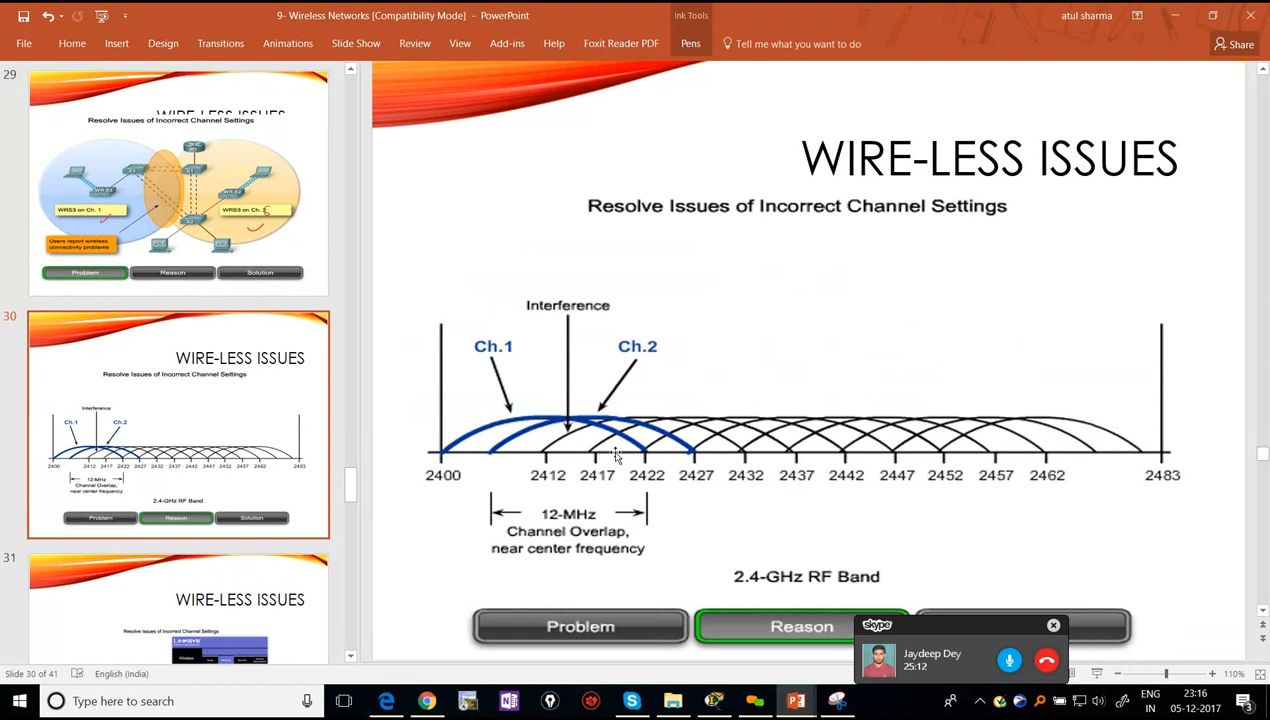 9- Wireless Networks [Compatibility Mode] - PowerPoint
Ink Tools
atul sharma
File
Home
Insert
Design
Transitions
Animations
Slide Show
Review
View
Add-ins
Help
Foxit Reader PDF
Pens
Tell me what you want to do
Share
29
WIRE-LESS ISSUES
Resolve Issues of Incorrect Channel Settings
WRS3 on Ch. 1
WRS3 on Ch.
Users report wireless
connectivity problems
Problem
Reason
Solution
30
WIRE-LESS ISSUES
Resolve Issues of Incorrect Channel Settings
Interference
Ch.1
Ch.2
2400 2412 2417 2422 2427 2432 2437 2442 2447 2452 2457 2462 2483
12-MHz
Channel Overlap,
near center frequency
2.4-GHz RF Band
Problem
Reason
Solution
31
WIRE-LESS ISSUES
Resolve Issues of Incorrect Channel Settings
LINKSYS
Wireless
WIRE-LESS ISSUES
Resolve Issues of Incorrect Channel Settings
Interference
Ch.1
Ch.2
2400 2412 2417 2422 2427 2432 2437 2442 2447 2452 2457 2462 2483
12-MHz
Channel Overlap,
near center frequency
2.4-GHz RF Band
Problem
Reason
skype
Jaydeep Dey
25:12
Slide 30 of 41
English (India)
110%
Type here to search
ENG
IN
23:16
05-12-2017
3